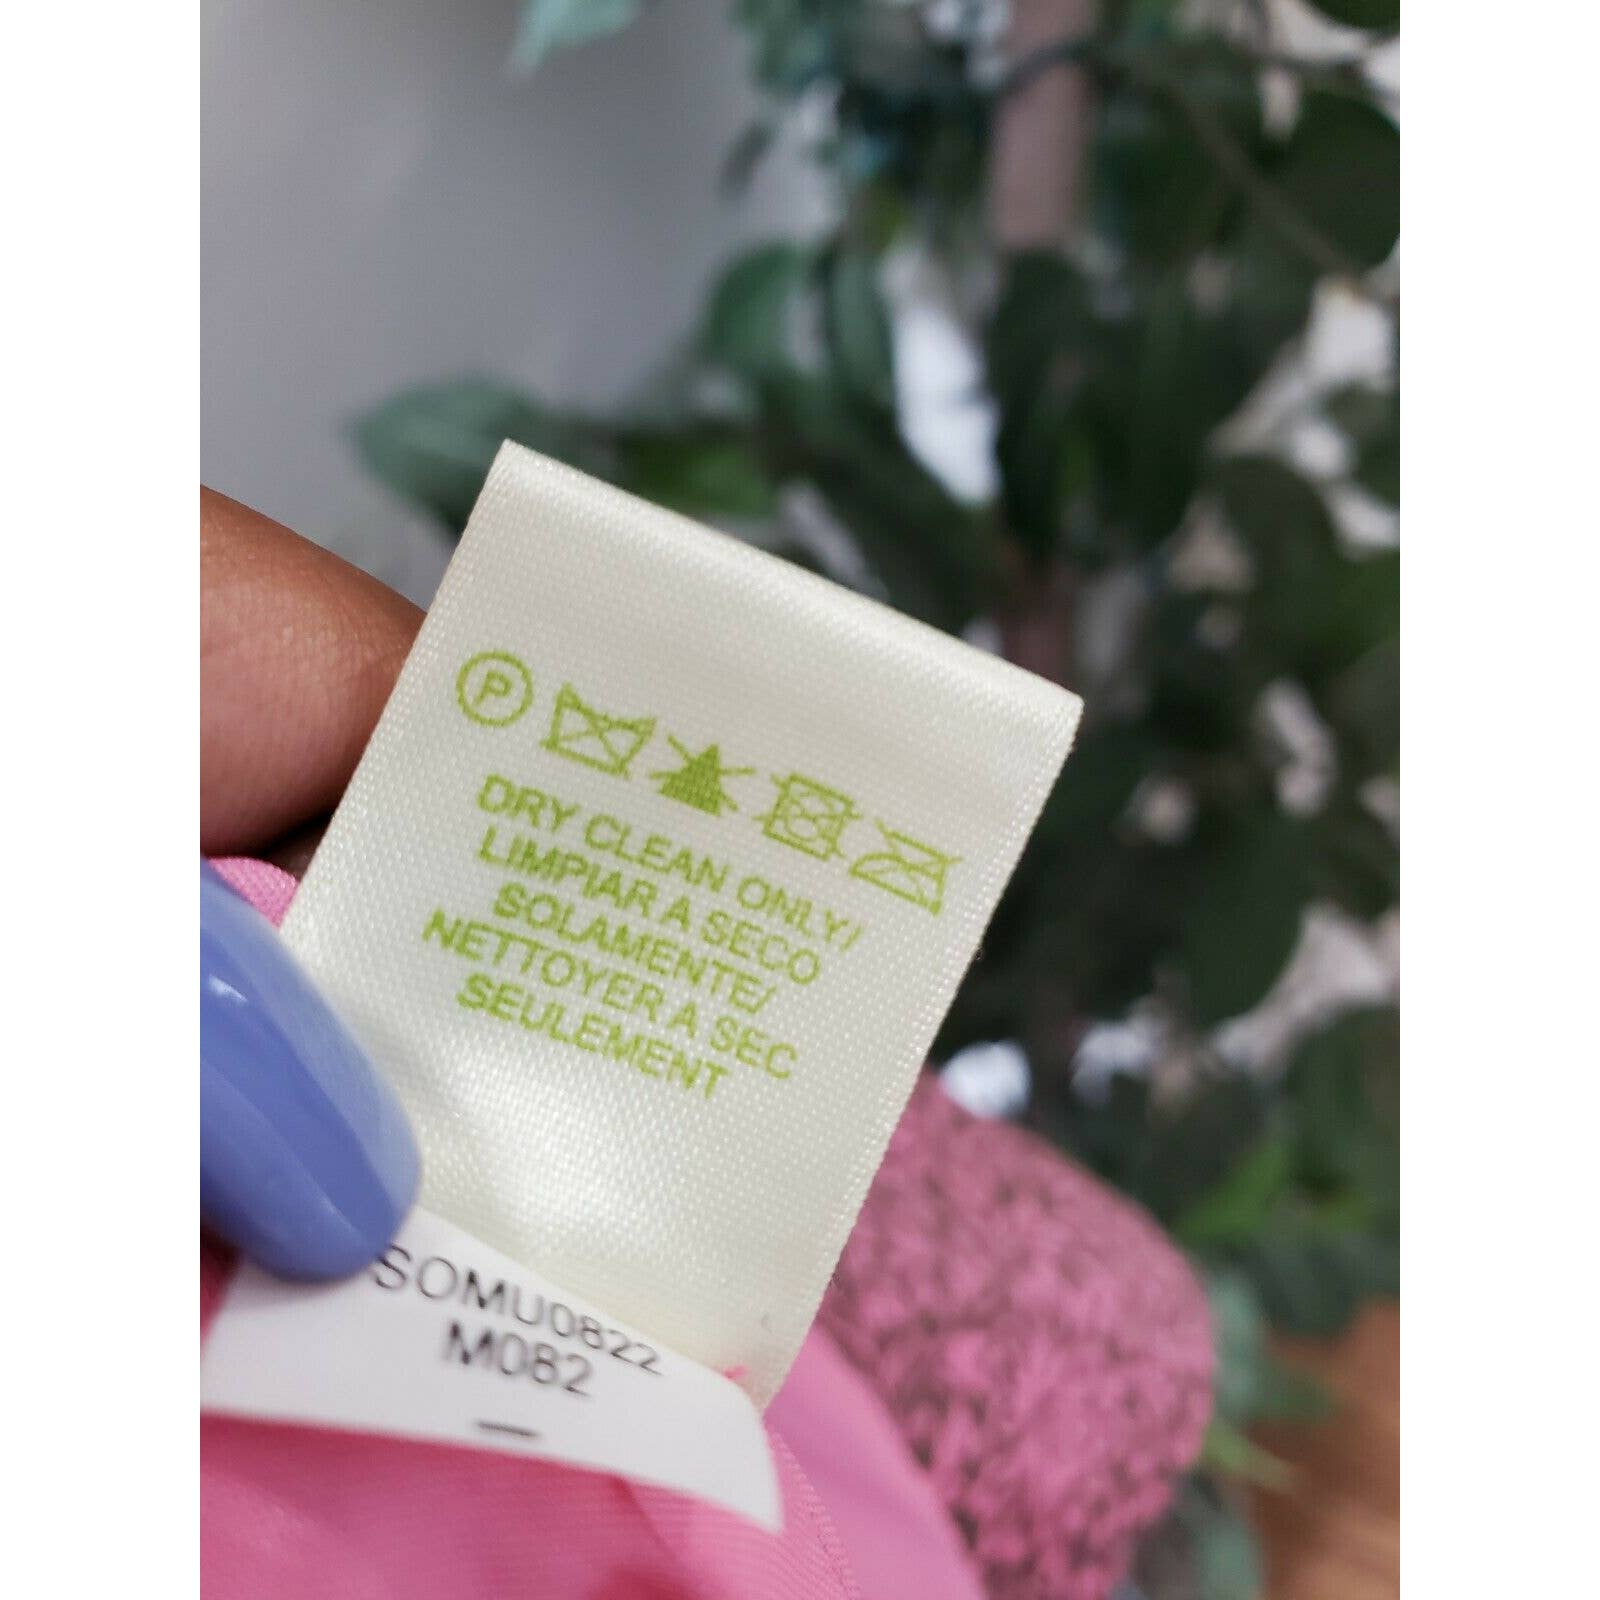 P
DRY CLEAN ONLY/
LIMPIAR A SECO
SOLAMENTE/
NETTOYER A SEC
SEULEMENT
SOMU0822
M082